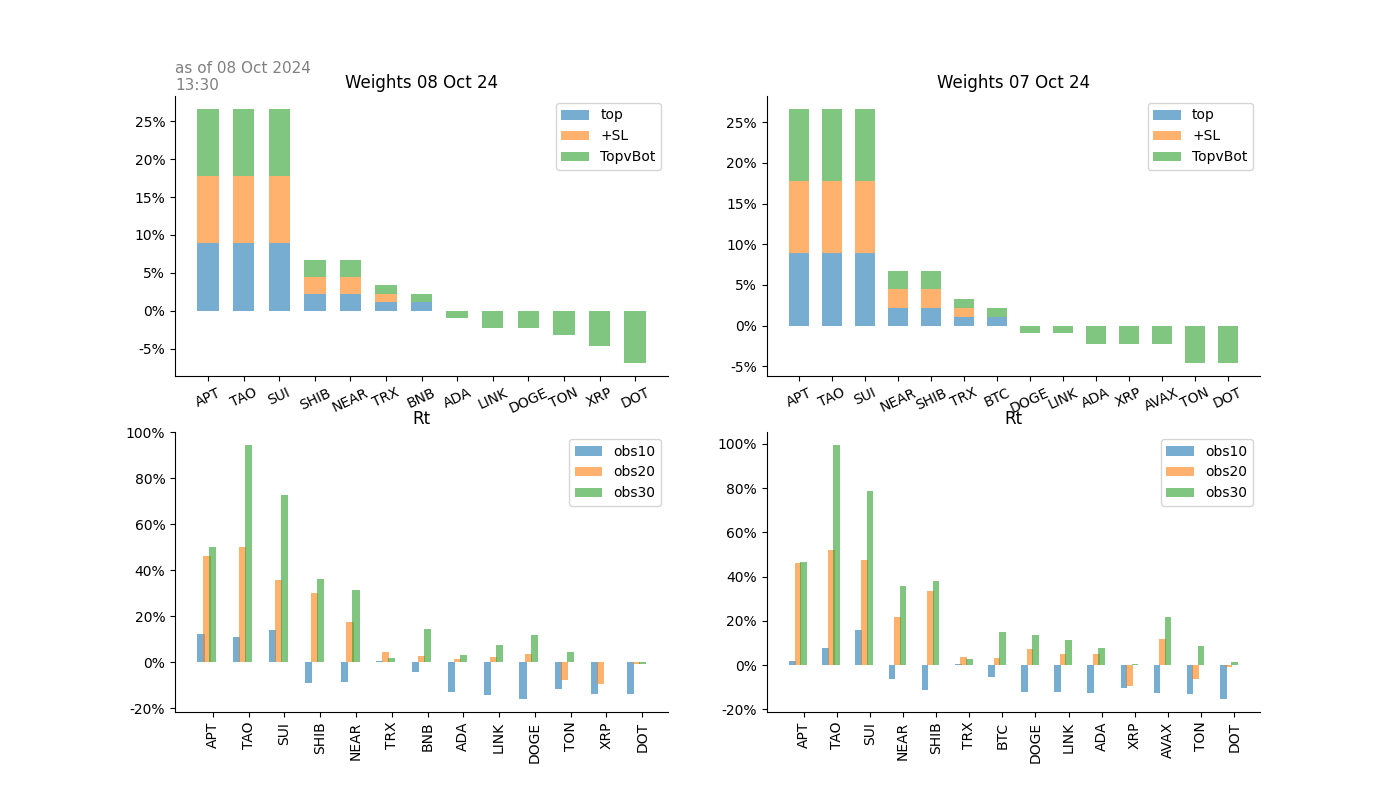 as of 08 Oct 2024
13:30
Weights 08 Oct 24
25%
20%
15%
10%
5%
0%
-5%
top
+SL
TopvBot
APT TAO SUI SHIB NEAR TRX BNB ADA LINK DOGE TON XRP DOT
Weights 07 Oct 24
25%
20%
15%
10%
5%
0%
-5%
top
+SL
TopvBot
APT TAO SUI NEAR SHIB TRX BTC DOGE LINK ADA XRP AVAX TON DOT
Rt
100%
80%
60%
40%
20%
0%
-20%
obs10
obs20
obs30
APT TAO SUI SHIB NEAR TRX BNB ADA LINK DOGE TON XRP DOT
Rt
100%
80%
60%
40%
20%
0%
-20%
obs10
obs20
obs30
APT TAO SUI NEAR SHIB TRX BTC DOGE LINK ADA XRP AVAX TON DOT